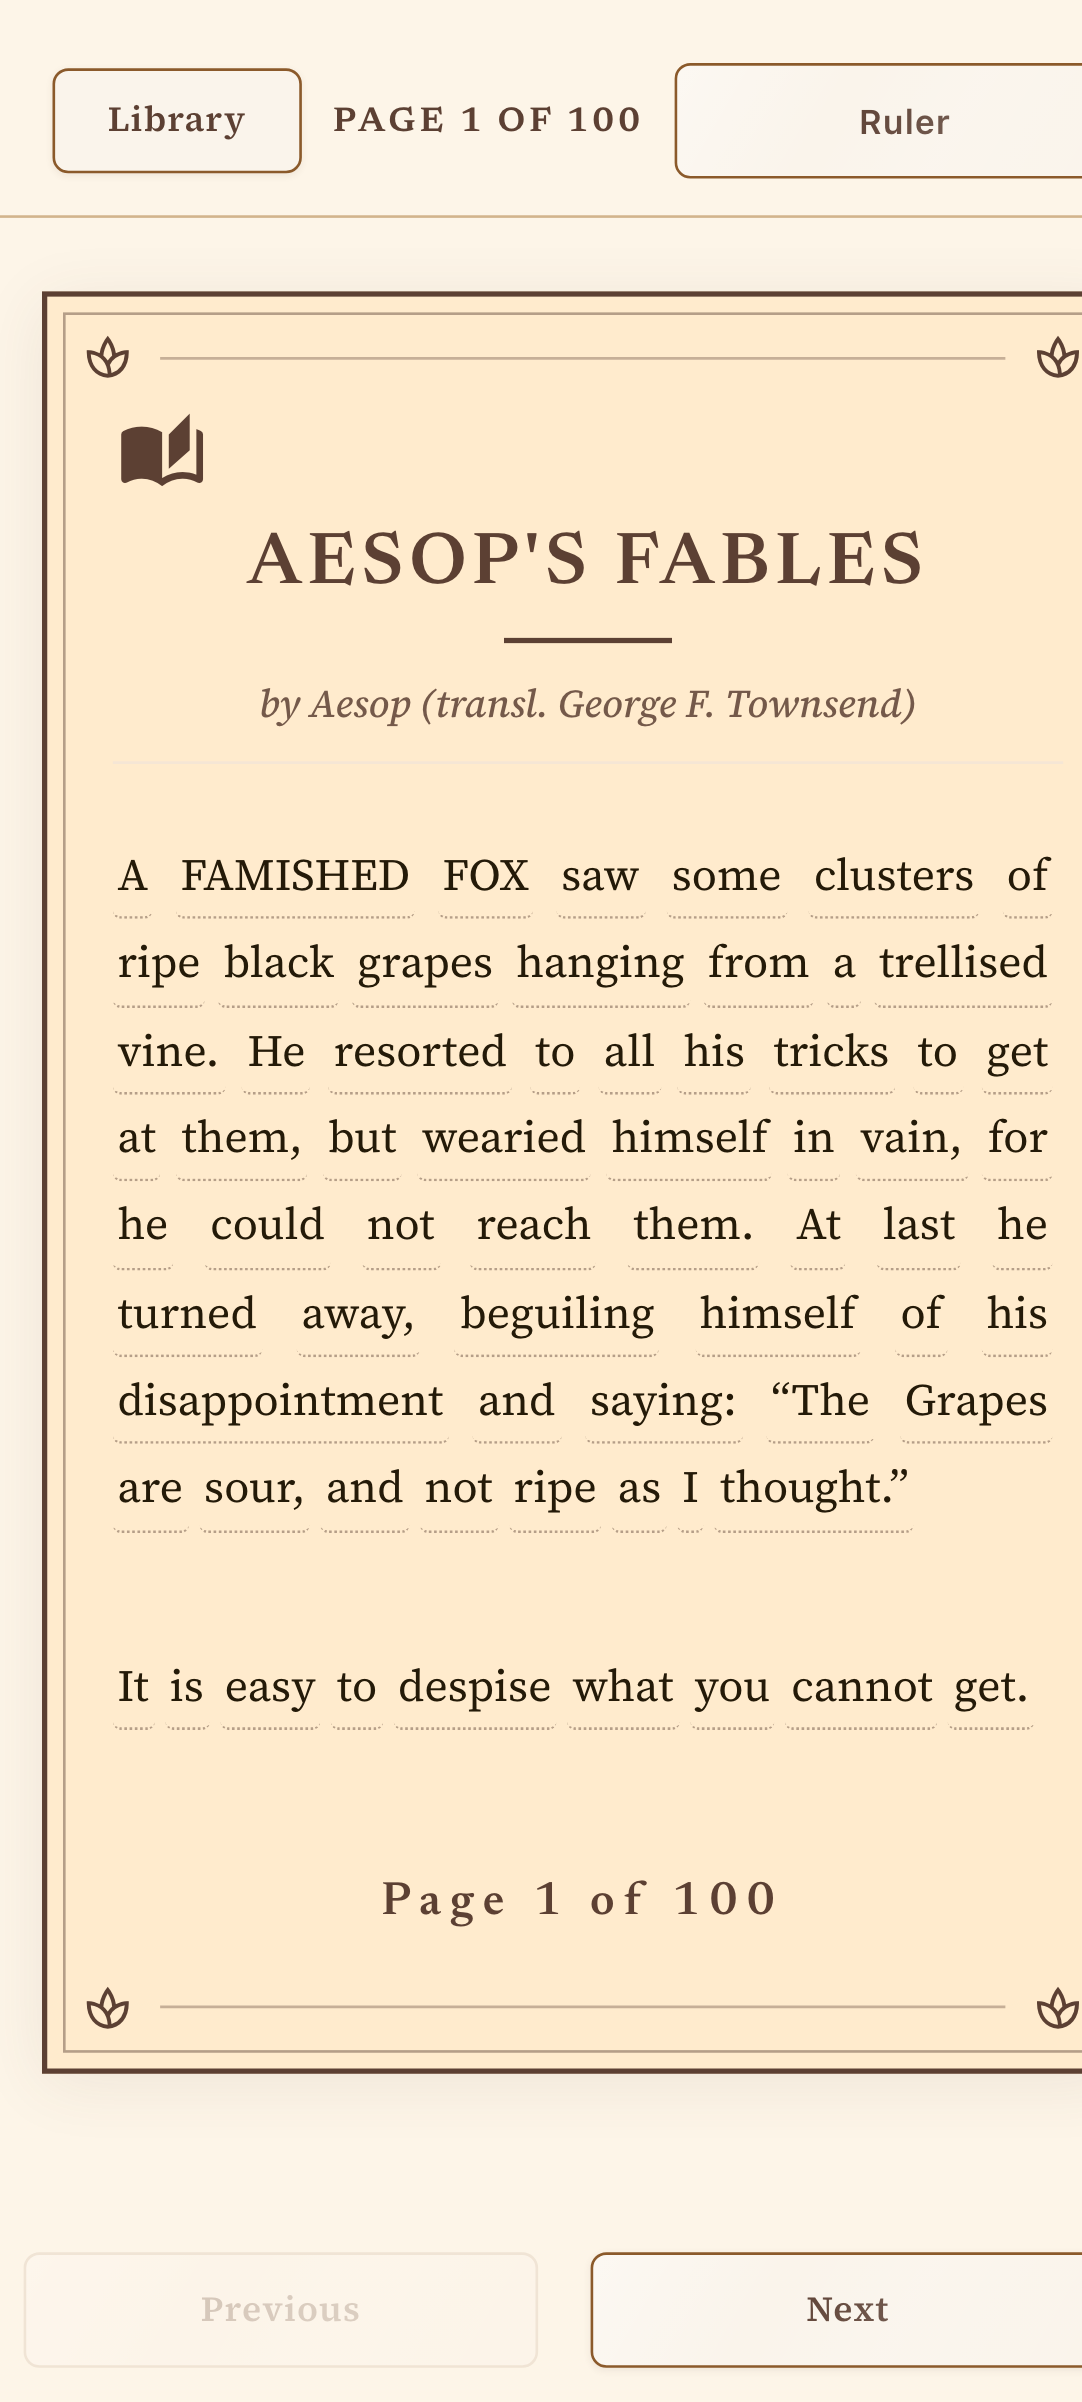 Library
PAGE 1 OF 100
Ruler
AESOP'S FABLES
by Aesop (transl. George F. Townsend)
A FAMISHED FOX saw some clusters of
ripe black grapes hanging from a trellised
vine. He resorted to all his tricks to get
at them, but wearied himself in vain, for
he could not reach them. At last he
turned away, beguiling himself of his
disappointment and saying: “The Grapes
are sour, and not ripe as I thought.”
It is easy to despise what you cannot get.
Page 1 of 100
Previous
Next